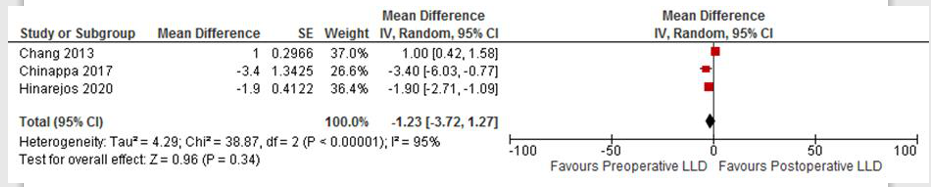 Mean Difference Mean Difference
Study or Subgroup Mean Difference SE Weight IV, Random, 95% CI IV, Random, 95% CI
Chang 2013 1 0.2966 37.0% 1.00 [0.42, 1.58]
Chinappa 2017 -3.4 1.3425 26.6% -3.40 [-6.03, -0.77]
Hinarejos 2020 -1.9 0.4122 36.4% -1.90 [-2.71, -1.09]
Total (95% CI) 100.0% -1.23 [-3.72, 1.27]
Heterogeneity: Tau² = 4.29; Chi² = 38.87, df = 2 (P < 0.00001); I² = 95%
Test for overall effect: Z = 0.96 (P = 0.34)
-100 -50 0 50 100
Favours Preoperative LLD Favours Postoperative LLD